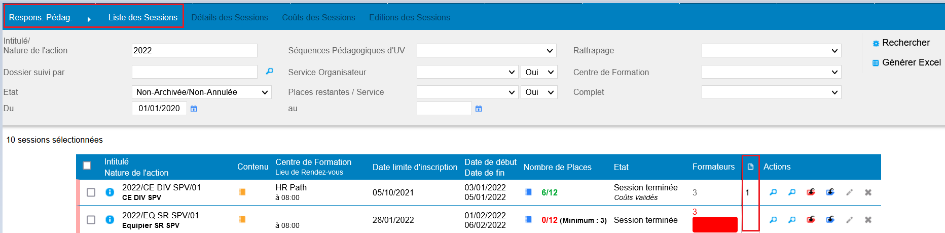 Respons. Pédag Liste des Sessions Détails des Sessions Coûts des Sessions Editions des Sessions
Intitulé/
Nature de l'action 2022 Séquences Pédagogiques d'UV Rattrapage
Rechercher
Dossier suivi par Service Organisateur Oui Centre de Formation
Générer Excel
Etat Non-Archivée/Non-Annulée Places restantes / Service Oui Complet
Du 01/01/2020 au
10 sessions sélectionnées
Intitulé
Nature de l'action Contenu Centre de Formation
Lieu de Rendez-vous Date limite d'inscription Date de début
Date de fin Nombre de Places Etat Formateurs Actions
2022/CE DIV SPV/01
CE DIV SPV HR Path
à 08:00 05/10/2021 03/01/2022
05/01/2022 6/12 Session terminée
Coûts Validés 3 1
2022/EQ SR SPV/01
Equipier SR SPV à 08:00 28/01/2022 01/02/2022
06/02/2022 0/12 (Minimum : 3) Session terminée 3